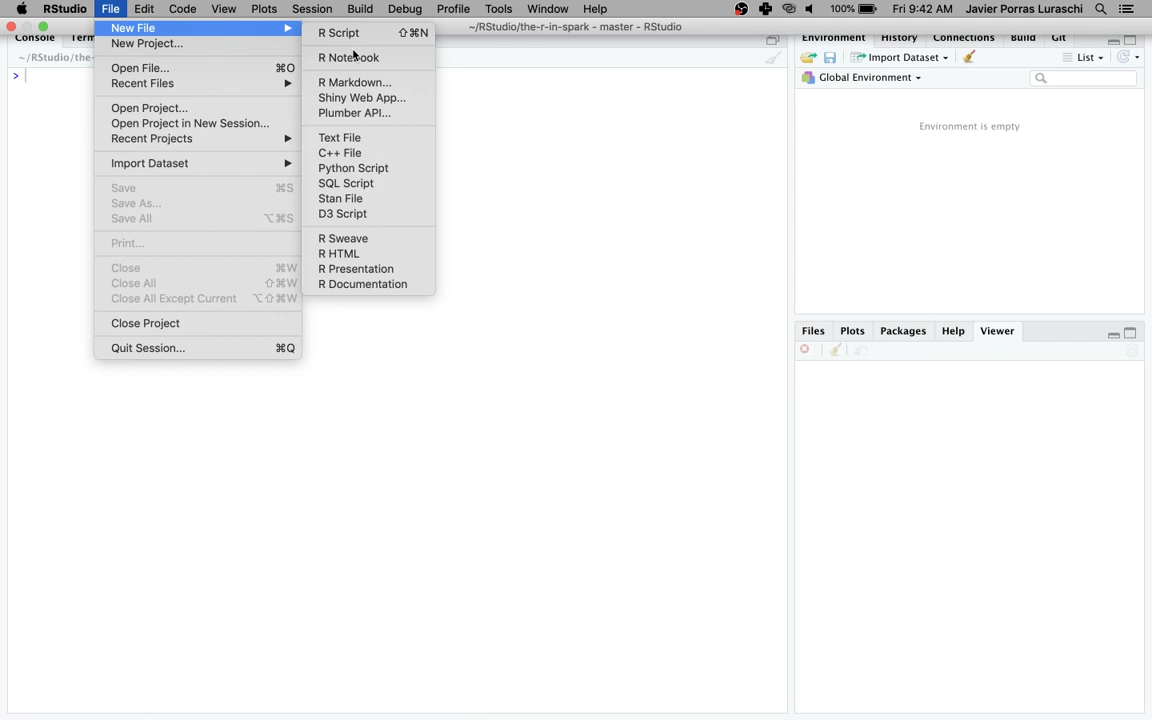 RStudio File Edit Code View Plots Session Build Debug Profile Tools Window Help 100% Fri 9:42 AM Javier Porras Luraschi
~/RStudio/the-r-in-spark - master - RStudio
Console Term
~/RStudio/the-
>
New File
New Project...
Open File... ⌘O
Recent Files
Open Project...
Open Project in New Session...
Recent Projects
Import Dataset
Save ⌘S
Save As...
Save All ⌥⌘S
Print...
Close ⌘W
Close All ⇧⌘W
Close All Except Current ⌥⇧⌘W
Close Project
Quit Session... ⌘Q
R Script ⇧⌘N
R Notebook
R Markdown...
Shiny Web App...
Plumber API...
Text File
C++ File
Python Script
SQL Script
Stan File
D3 Script
R Sweave
R HTML
R Presentation
R Documentation
Environment History Connections Build Git
Import Dataset List
Global Environment
Environment is empty
Files Plots Packages Help Viewer